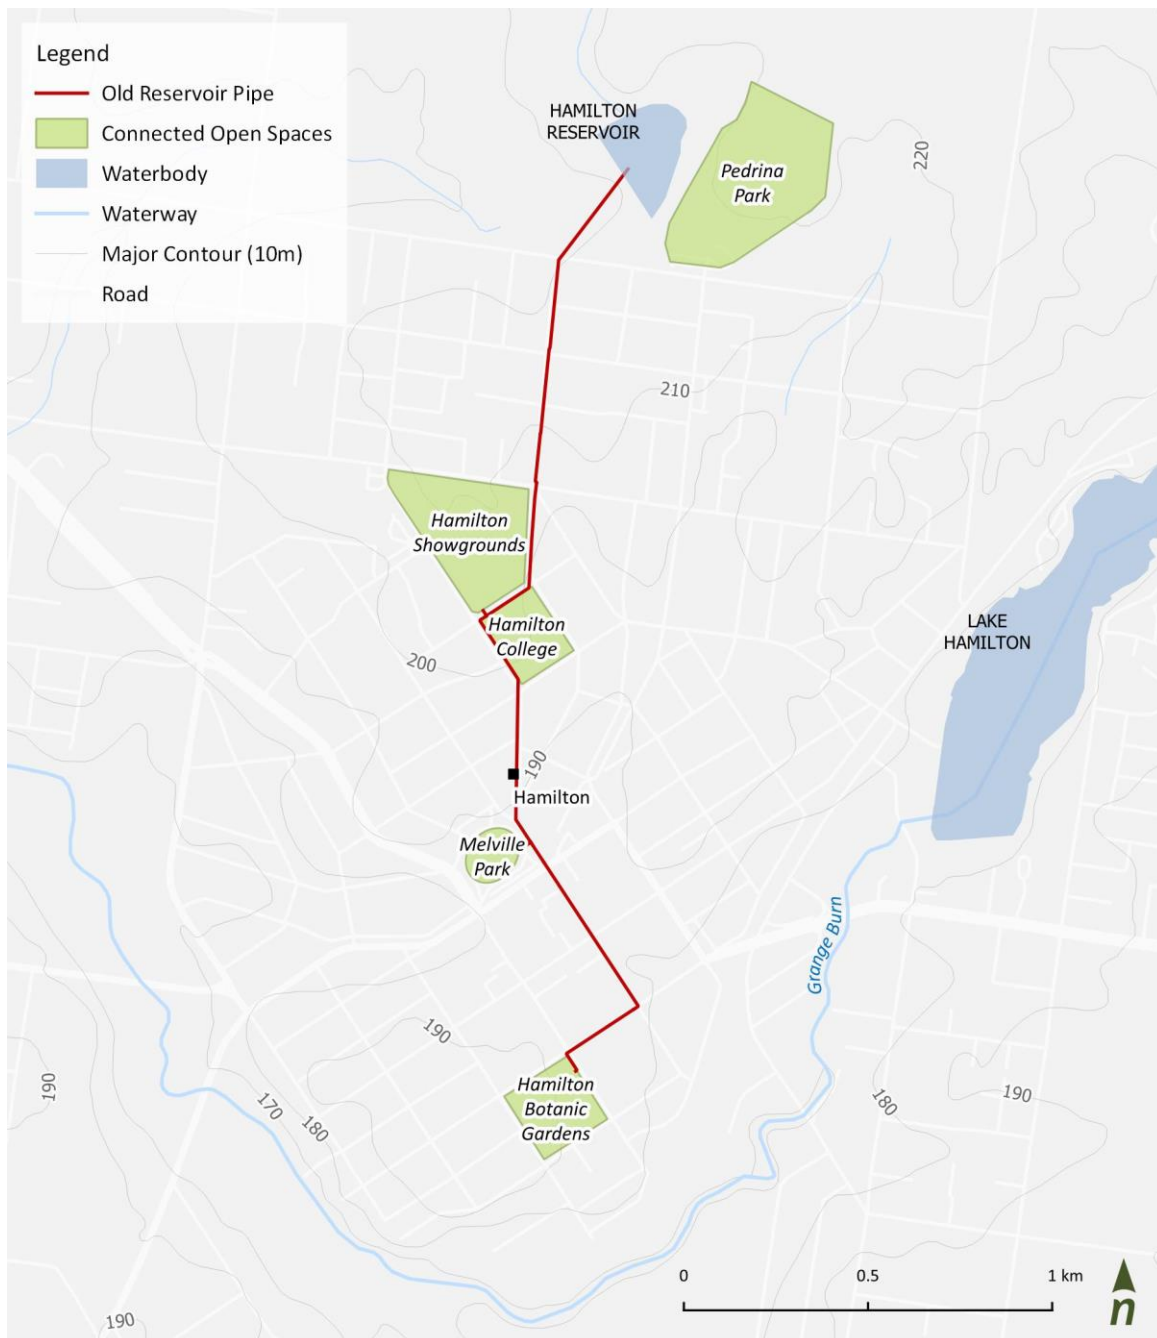 Legend
Old Reservoir Pipe
Connected Open Spaces
Waterbody
Waterway
Major Contour (10m)
Road
HAMILTON
RESERVOIR
Pedrina
Park
220
210
Hamilton
Showgrounds
Hamilton
College
LAKE
HAMILTON
200
190
Hamilton
Melville
Park
Grange Burn
190
Hamilton
Botanic
Gardens
190
170
180
180
190
190
0 0.5 1 km
n